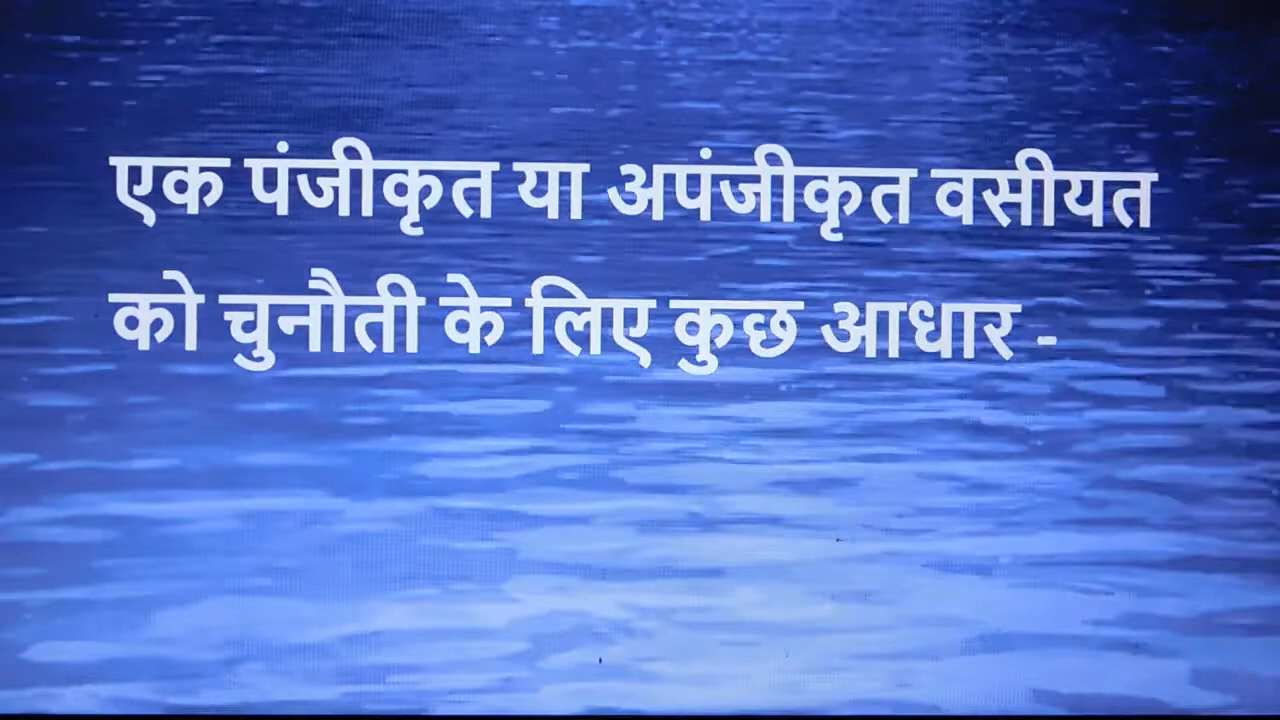 एक पंजीकृत या अपंजीकृत वसीयत
को चुनौती के लिए कुछ आधार -